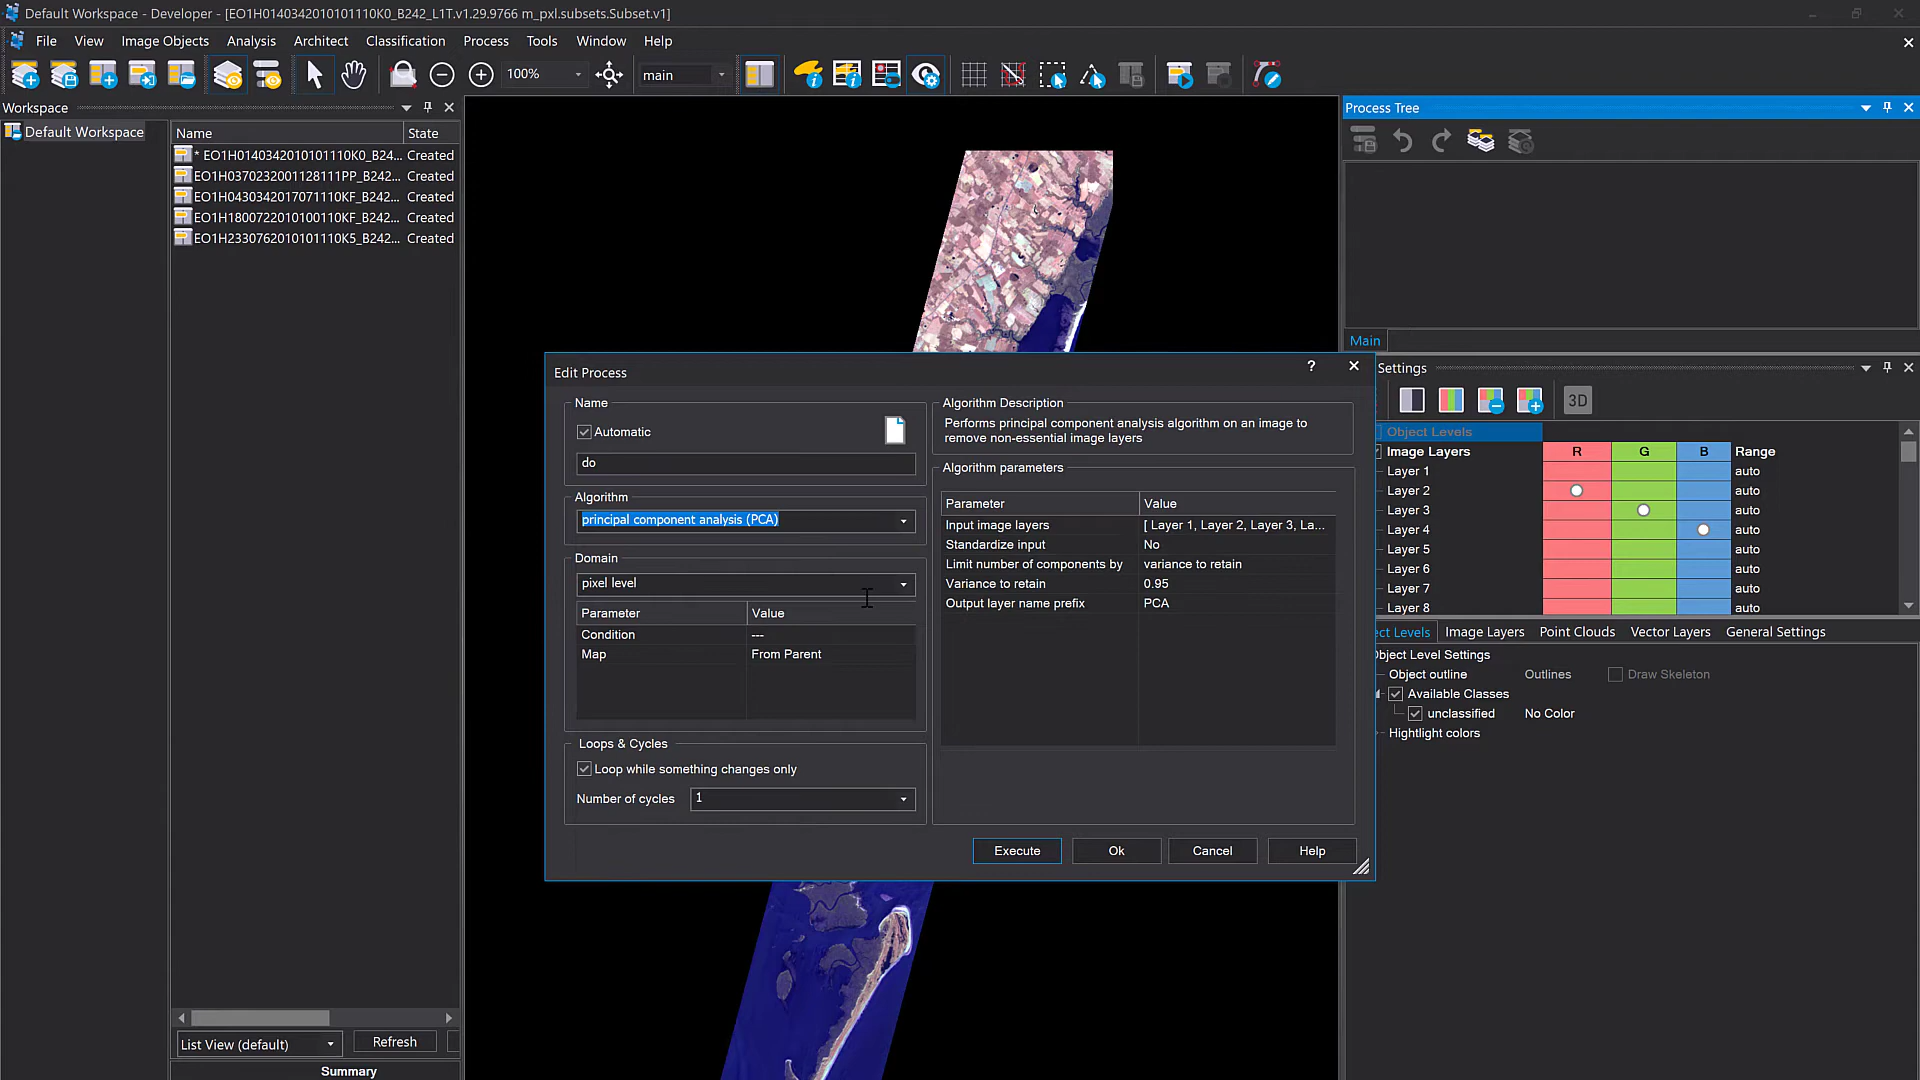 Default Workspace - Developer - [EO1H0140342010101110K0_B242_L1T.v1.29.9766 m_pxl.subsets.Subset.v1]
File View Image Objects Analysis Architect Classification Process Tools Window Help
100% main
Workspace
Process Tree
Default Workspace
Name State
* EO1H0140342010101110K0_B24... Created
EO1H0370232001128111PP_B242... Created
EO1H0430342017071110KF_B242... Created
EO1H1800722010100110KF_B242... Created
EO1H2330762010101110K5_B242... Created
Main
Settings
3D
Object Levels
Image Layers R G B Range
Layer 1 auto
Layer 2 auto
Layer 3 auto
Layer 4 auto
Layer 5 auto
Layer 6 auto
Layer 7 auto
Layer 8 auto
ect Levels Image Layers Point Clouds Vector Layers General Settings
Object Level Settings
Object outline Outlines Draw Skeleton
Available Classes
unclassified No Color
Hightlight colors
Edit Process ?
Name
Automatic
do
Algorithm
principal component analysis (PCA)
Domain
pixel level
Parameter Value
Condition ---
Map From Parent
Loops & Cycles
Loop while something changes only
Number of cycles 1
Algorithm Description
Performs principal component analysis algorithm on an image to
remove non-essential image layers
Algorithm parameters
Parameter Value
Input image layers [ Layer 1, Layer 2, Layer 3, La...
Standardize input No
Limit number of components by variance to retain
Variance to retain 0.95
Output layer name prefix PCA
Execute Ok Cancel Help
List View (default) Refresh
Summary